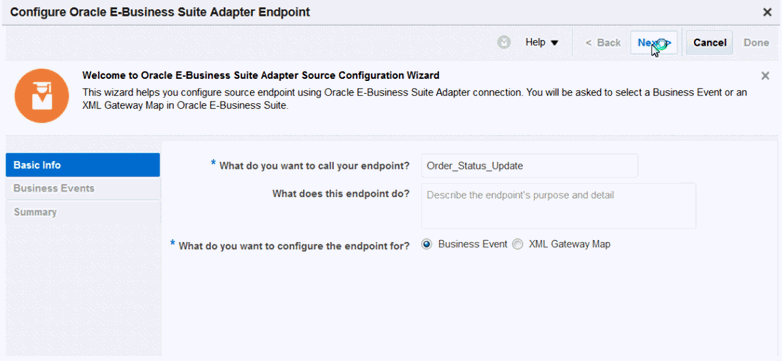 Configure Oracle E-Business Suite Adapter Endpoint
Help
< Back
Next >
Cancel
Done
Welcome to Oracle E-Business Suite Adapter Source Configuration Wizard
This wizard helps you configure source endpoint using Oracle E-Business Suite Adapter connection. You will be asked to select a Business Event or an
XML Gateway Map in Oracle E-Business Suite.
Basic Info
Business Events
Summary
* What do you want to call your endpoint? Order_Status_Update
What does this endpoint do? Describe the endpoint's purpose and detail
* What do you want to configure the endpoint for? Business Event XML Gateway Map